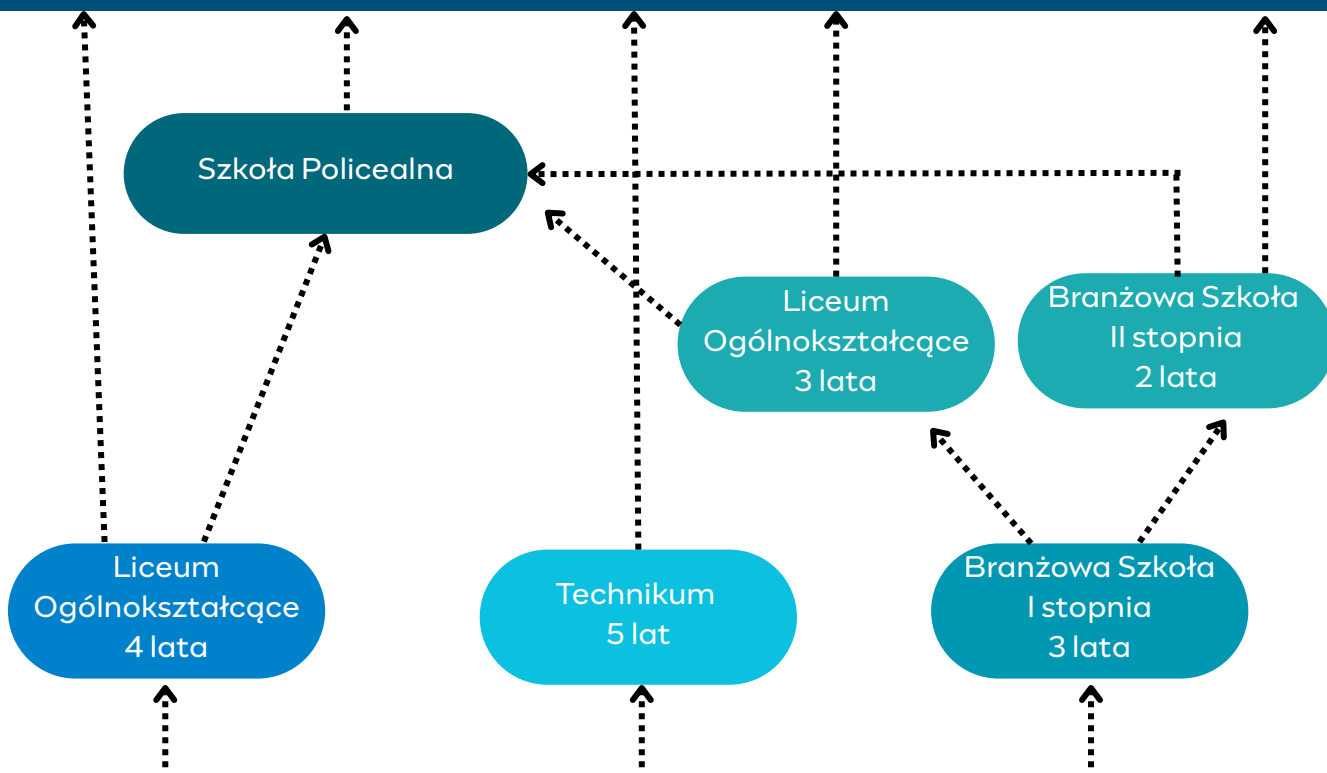 Szkoła Policealna
Liceum
Ogólnokształcące
3 lata
Branżowa Szkoła
II stopnia
2 lata
Liceum
Ogólnokształcące
4 lata
Technikum
5 lat
Branżowa Szkoła
I stopnia
3 lata